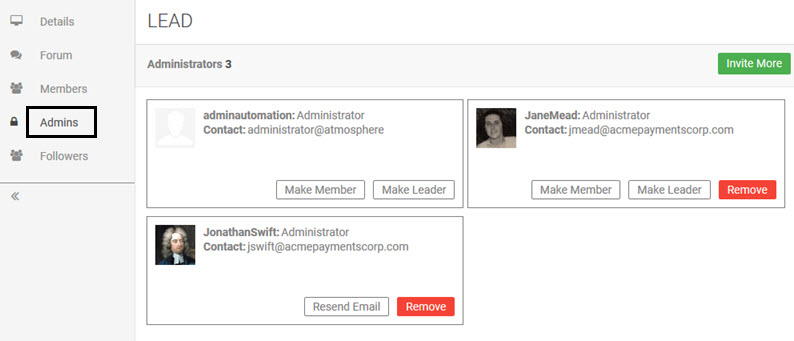 Details
Forum
Members
Admins
Followers
LEAD
Administrators 3
Invite More
adminautomation: Administrator
Contact: administrator@atmosphere
Make Member
Make Leader
JaneMead: Administrator
Contact: jmead@acmepaymentscorp.com
Make Member
Make Leader
Remove
JonathanSwift: Administrator
Contact: jswift@acmepaymentscorp.com
Resend Email
Remove